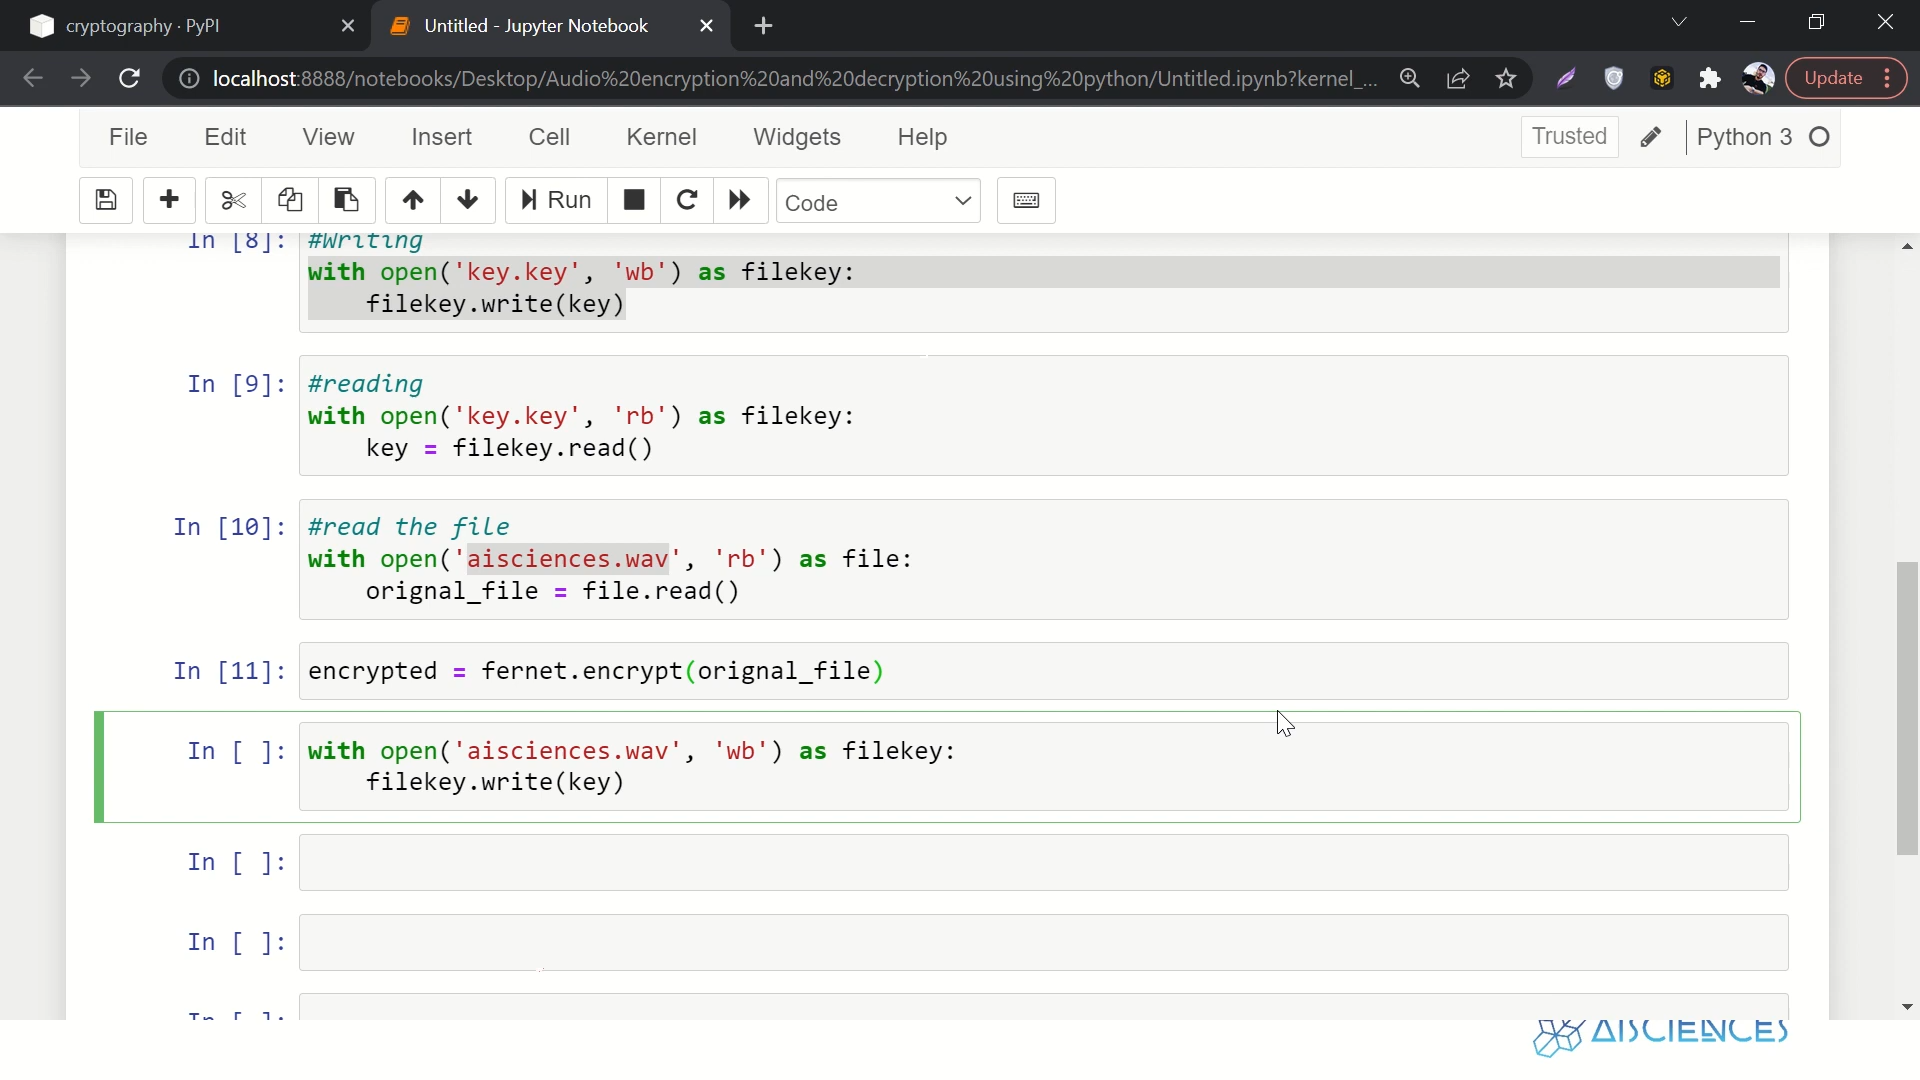 cryptography · PyPI
Untitled - Jupyter Notebook
localhost:8888/notebooks/Desktop/Audio%20encryption%20and%20decryption%20using%20python/Untitled.ipynb?kernel_...
Update
File Edit View Insert Cell Kernel Widgets Help
Trusted
Python 3
Run
Code
In [8]: #Writing
with open('key.key', 'wb') as filekey:
    filekey.write(key)
In [9]: #reading
with open('key.key', 'rb') as filekey:
    key = filekey.read()
In [10]: #read the file
with open('aisciences.wav', 'rb') as file:
    orignal_file = file.read()
In [11]: encrypted = fernet.encrypt(orignal_file)
In [ ]: with open('aisciences.wav', 'wb') as filekey:
    filekey.write(key)
In [ ]:
In [ ]:
In [ ]:
AISCIENCES